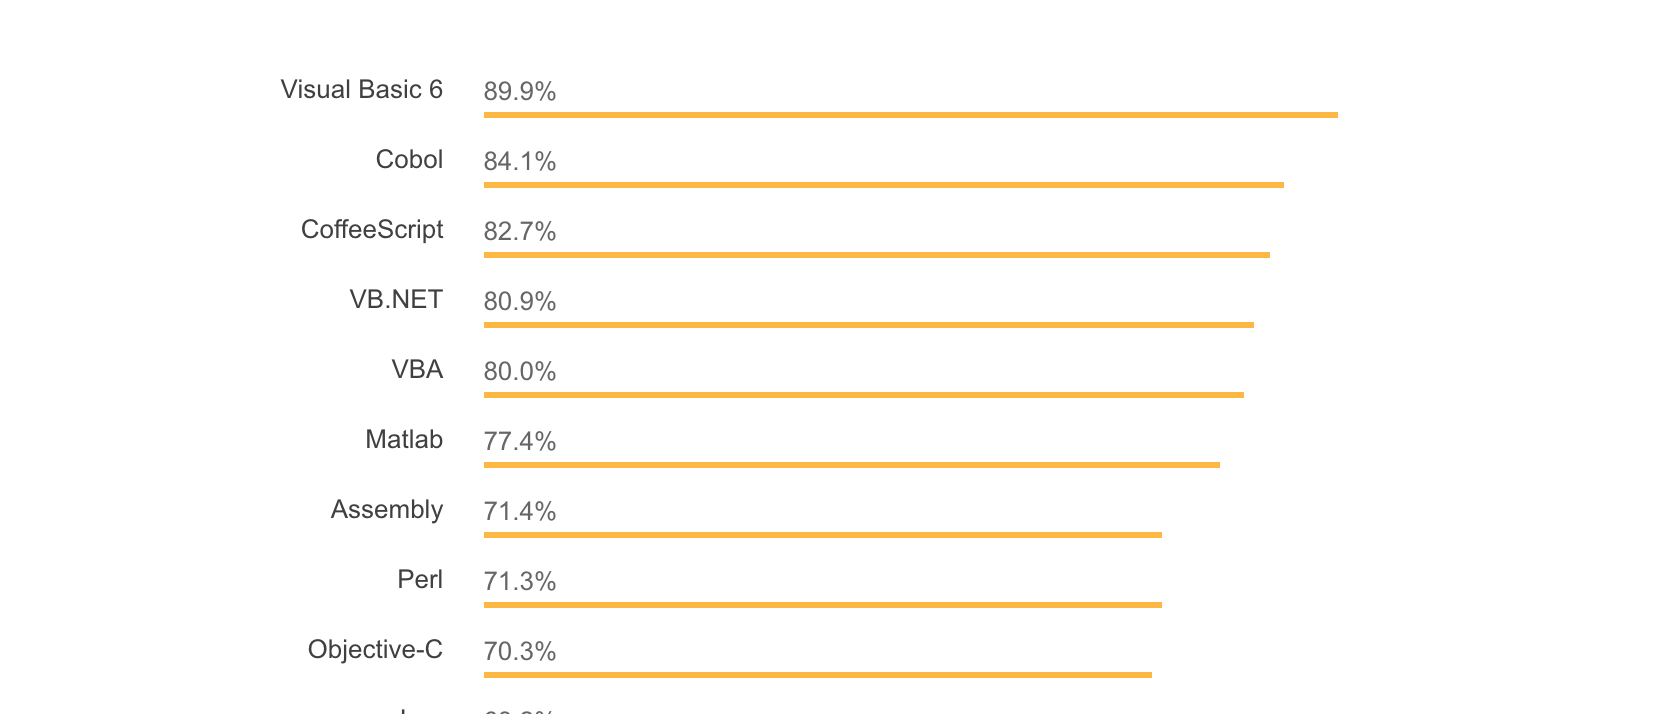 Visual Basic 6 89.9%
Cobol 84.1%
CoffeeScript 82.7%
VB.NET 80.9%
VBA 80.0%
Matlab 77.4%
Assembly 71.4%
Perl 71.3%
Objective-C 70.3%